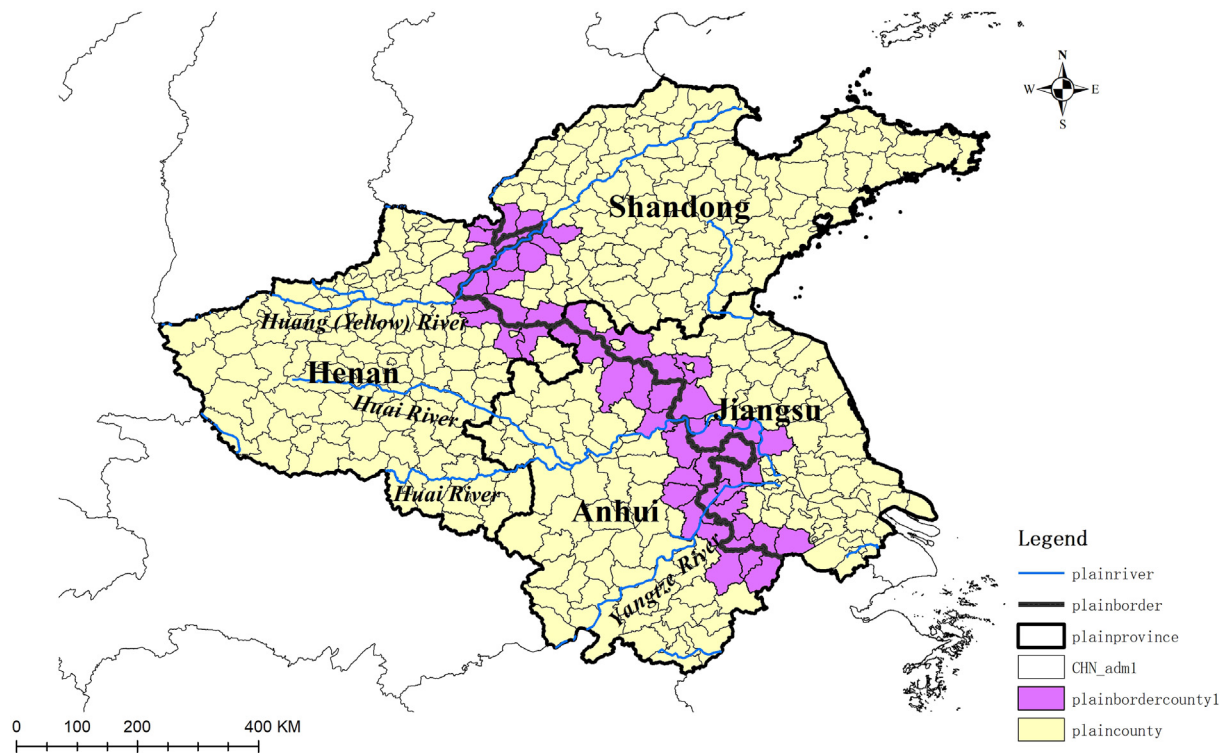 N
W E
S
Shandong
Huang (Yellow) River
Henan
Huai River
Jiangsu
Huai River
Anhui
Yangtze River
Legend
plainriver
plainborder
plainprovince
CHN_adm1
plainbordercounty1
plaincounty
0 100 200 400 KM